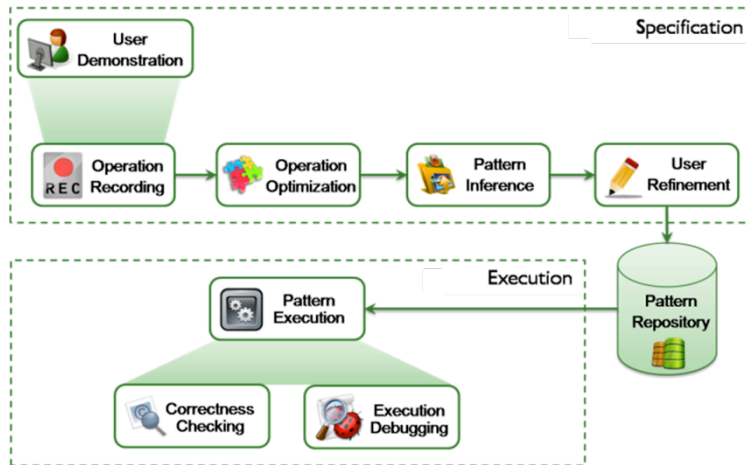 Specification
User
Demonstration
REC
Operation
Recording
Operation
Optimization
Pattern
Inference
User
Refinement
Execution
Pattern
Execution
Pattern
Repository
Correctness
Checking
Execution
Debugging